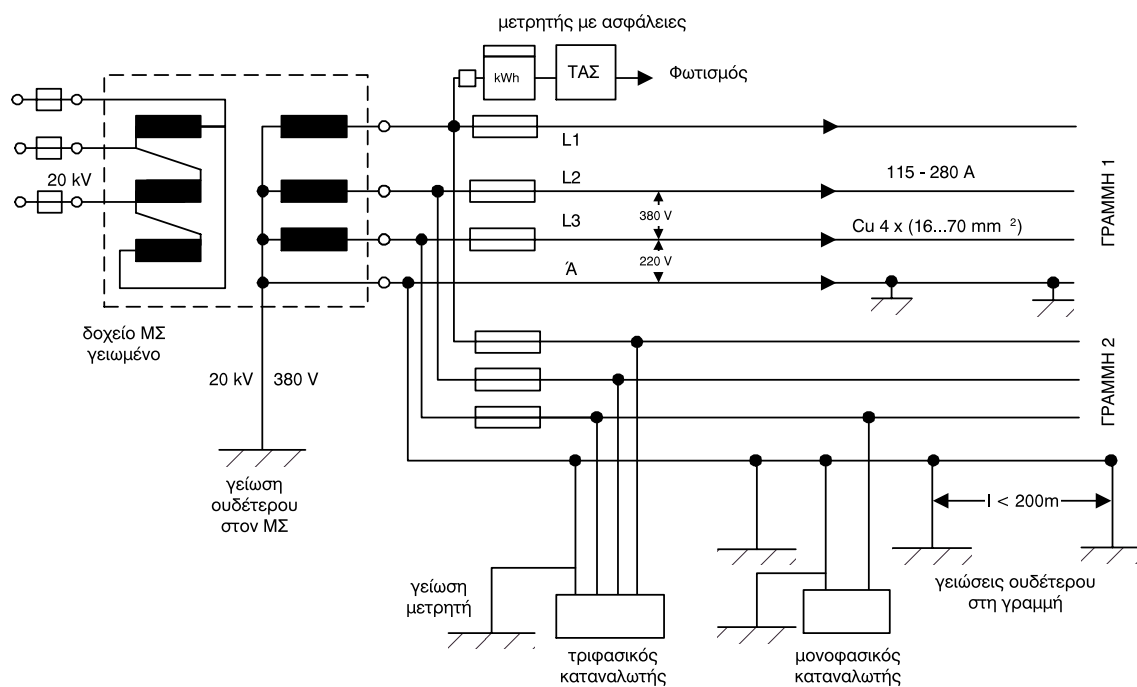 μετρητής με ασφάλειες
kWh
ΤΑΣ
Φωτισμός
L1
20 kV
L2
115 - 280 A
380 V
L3
Cu 4 x (16...70 mm ²)
220 V
Ά
ΓΡΑΜΜΗ 1
δοχείο ΜΣ
γειωμένο
20 kV
380 V
ΓΡΑΜΜΗ 2
γείωση
ουδέτερου
στον ΜΣ
l < 200m
γείωση
μετρητή
γειώσεις ουδέτερου
στη γραμμή
τριφασικός
καταναλωτής
μονοφασικός
καταναλωτής